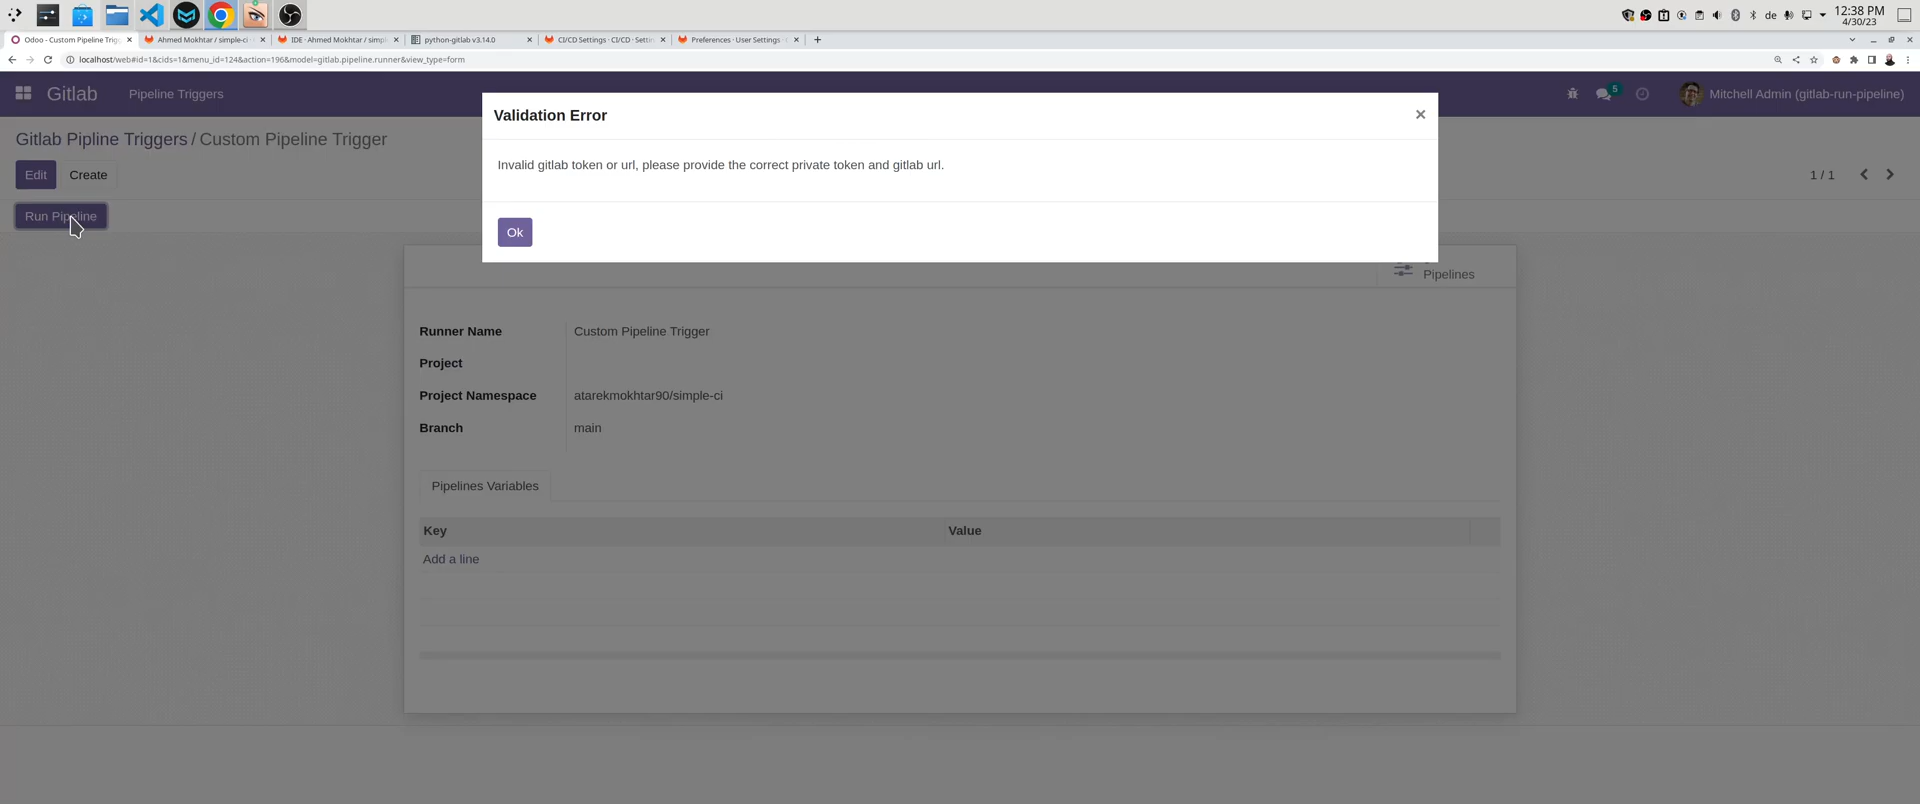 12:38 PM
4/30/23
de
Odoo - Custom Pipeline Trigg
Ahmed Mokhtar / simple-ci
IDE · Ahmed Mokhtar / simpl
python-gitlab v3.14.0
CI/CD Settings · CI/CD · Settin
Preferences · User Settings ·
localhost/web#id=1&cids=1&menu_id=124&action=196&model=gitlab.pipeline.runner&view_type=form
Gitlab
Pipeline Triggers
5
Mitchell Admin (gitlab-run-pipeline)
Gitlab Pipline Triggers / Custom Pipeline Trigger
Edit
Create
1 / 1
Run Pipeline
Validation Error
Invalid gitlab token or url, please provide the correct private token and gitlab url.
Ok
Pipelines
Runner Name
Custom Pipeline Trigger
Project
Project Namespace
atarekmokhtar90/simple-ci
Branch
main
Pipelines Variables
Key
Value
Add a line